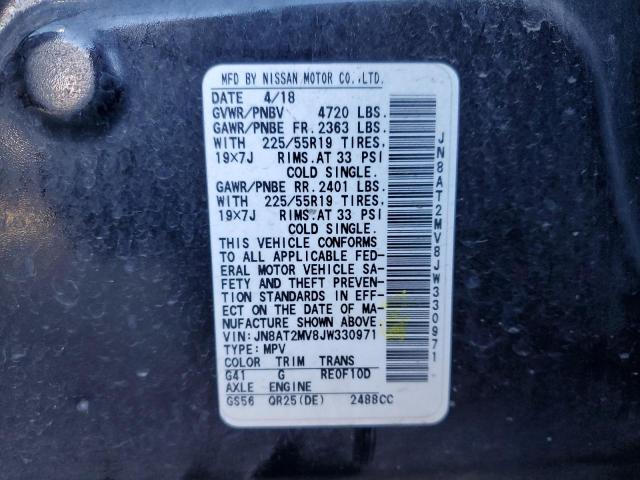 MFD BY NISSAN MOTOR CO.,LTD.
DATE 4/18
GVWR/PNBV 4720 LBS.
GAWR/PNBE FR. 2363 LBS.
WITH 225/55R19 TIRES,
19X7J RIMS.AT 33 PSI
COLD SINGLE.
GAWR/PNBE RR. 2401 LBS.
WITH 225/55R19 TIRES,
19X7J RIMS.AT 33 PSI
COLD SINGLE.
THIS VEHICLE CONFORMS
TO ALL APPLICABLE FED-
ERAL MOTOR VEHICLE SA-
FETY AND THEFT PREVEN-
TION STANDARDS IN EFF-
ECT ON THE DATE OF MA-
NUFACTURE SHOWN ABOVE.
VIN: JN8AT2MV8JW330971
TYPE: MPV
COLOR TRIM TRANS
G41 G RE0F10D
AXLE ENGINE
GS56 QR25(DE) 2488CC
JN8AT2MV8JW330971